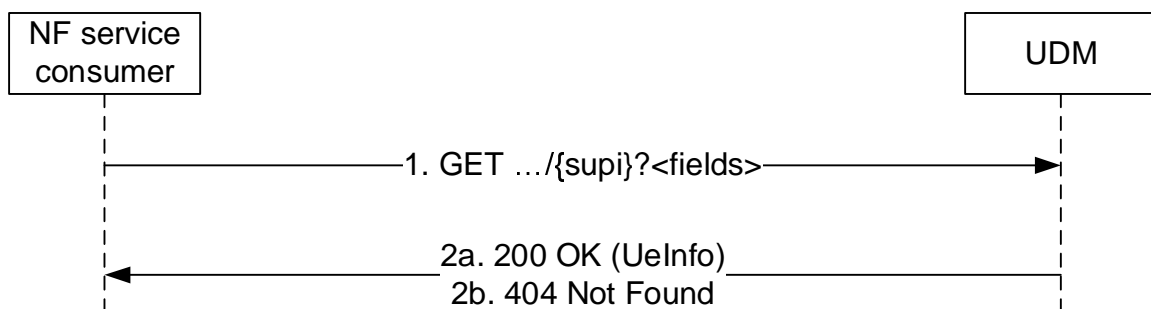 NF service
consumer
UDM
1. GET …/{supi}?<fields>
2a. 200 OK (UeInfo)
2b. 404 Not Found